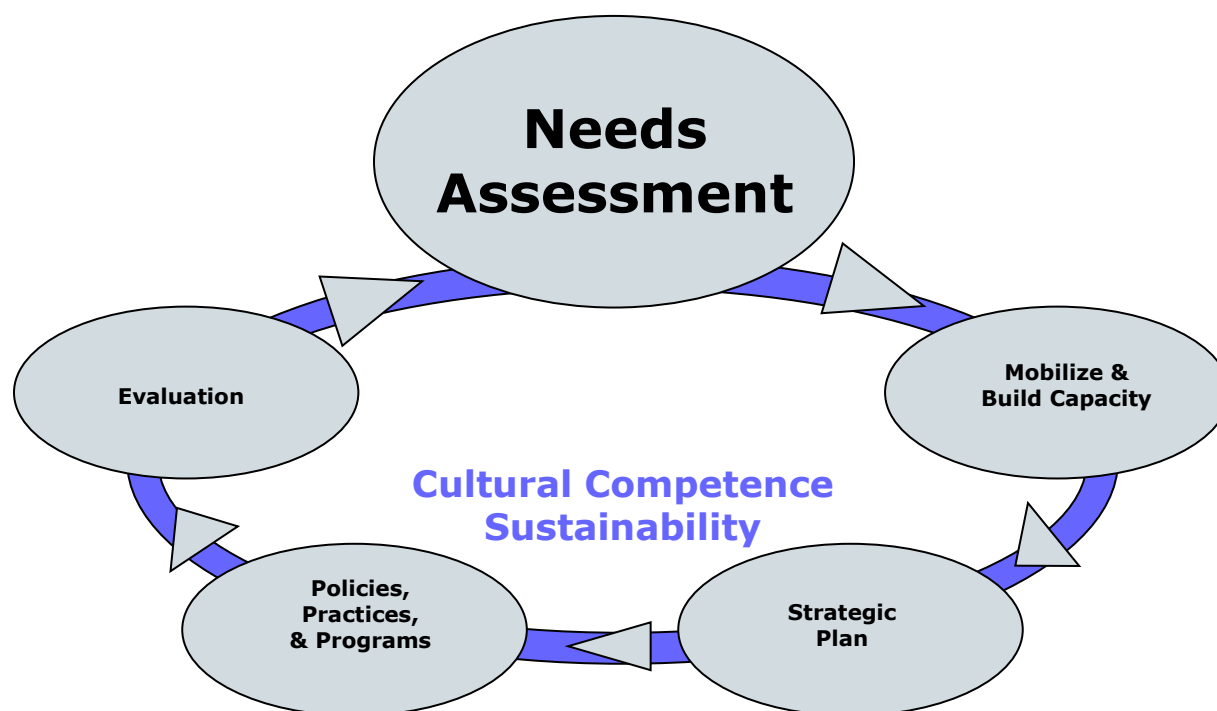 Needs
Assessment
Evaluation
Mobilize &
Build Capacity
Cultural Competence
Sustainability
Policies,
Practices,
& Programs
Strategic
Plan